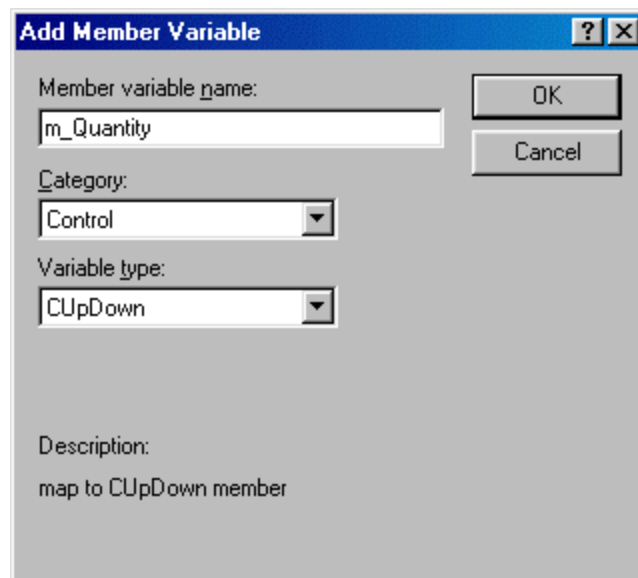 Add Member Variable
Member variable name:
OK
m_Quantity
Cancel
Category:
Control
Variable type:
CUpDown
Description:
map to CUpDown member